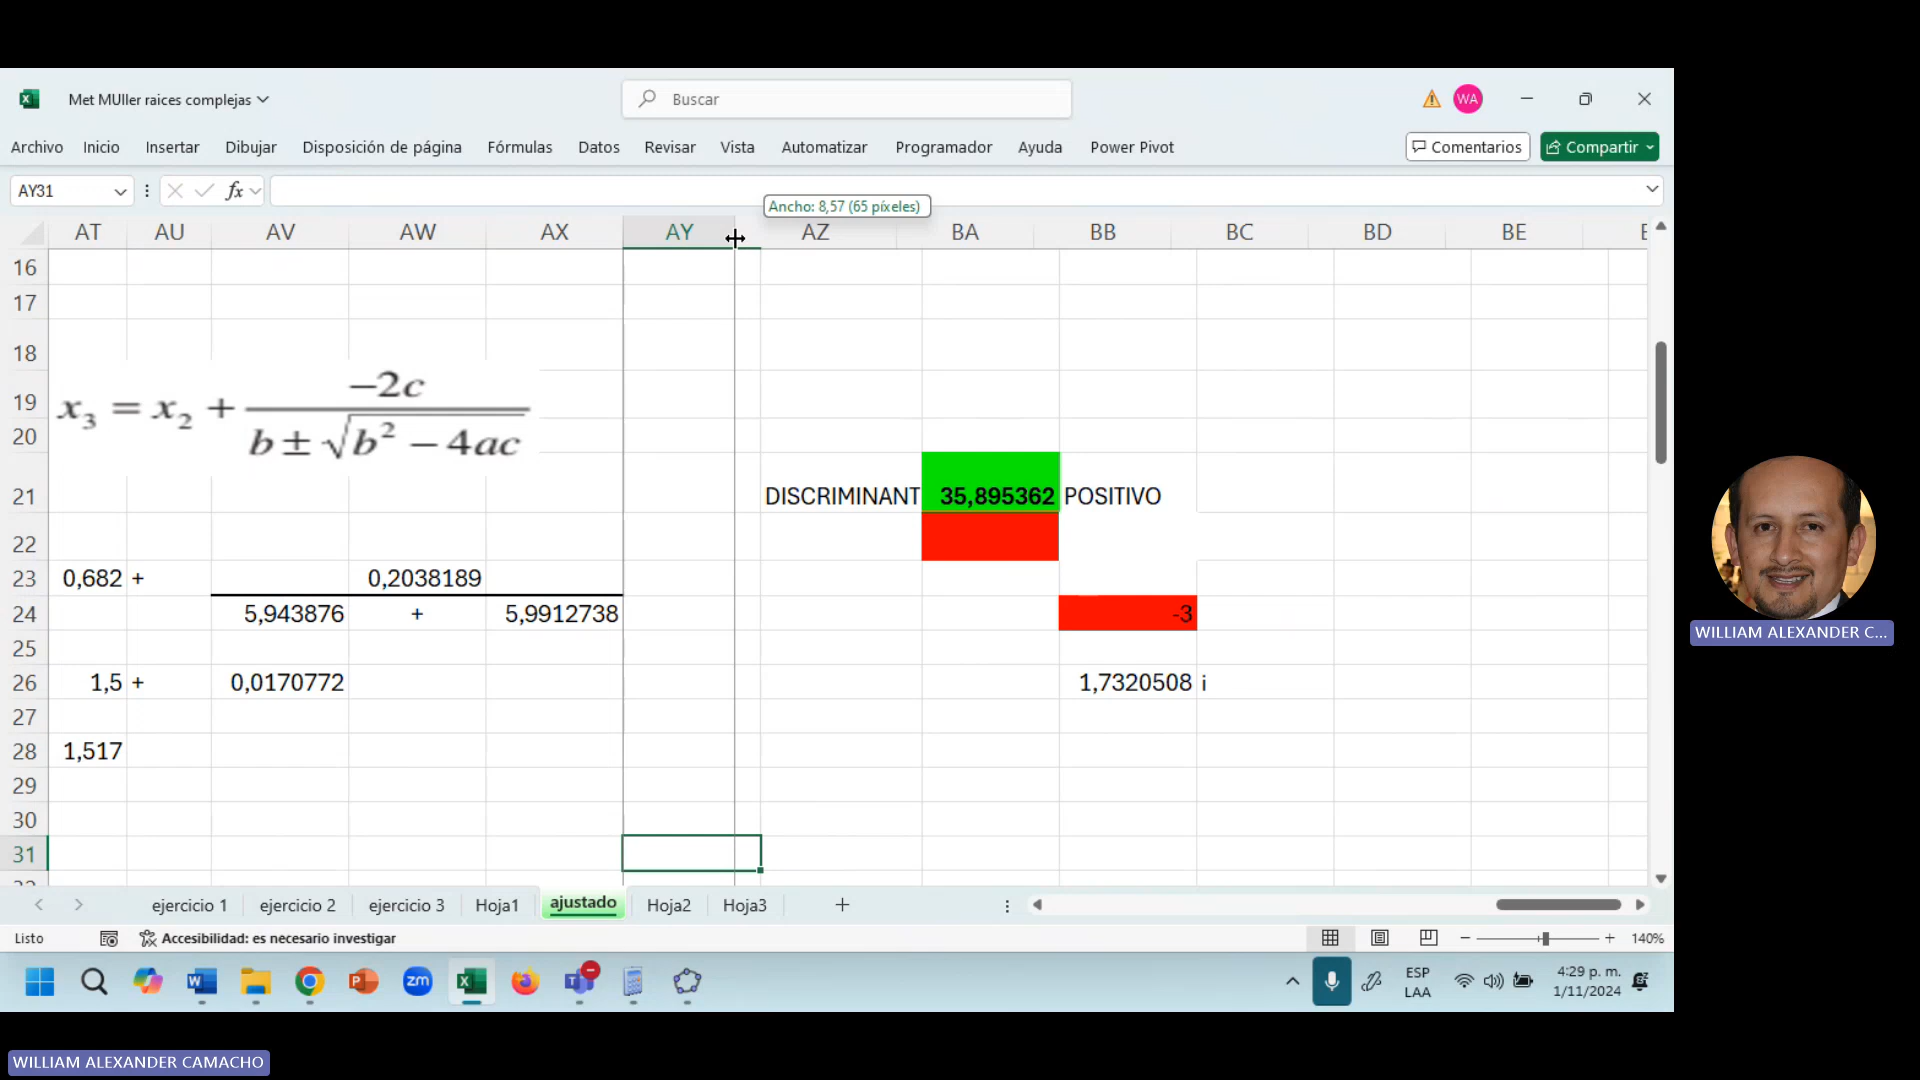 Met MUller raices complejas
Buscar
WA
Archivo Inicio Insertar Dibujar Disposición de página Fórmulas Datos Revisar Vista Automatizar Programador Ayuda Power Pivot Comentarios Compartir
AY31 fx
Ancho: 8,57 (65 píxeles)
AT AU AV AW AX AY AZ BA BB BC BD BE
16
17
18
19
20
x₃ = x₂ + −2c / b ± √b² − 4ac
21 DISCRIMINANT 35,895362 POSITIVO
22
23 0,682 + 0,2038189
24 5,943876 + 5,9912738 -3
25
26 1,5 + 0,0170772 1,7320508 i
27
28 1,517
29
30
31
ejercicio 1 ejercicio 2 ejercicio 3 Hoja1 ajustado Hoja2 Hoja3 +
Listo Accesibilidad: es necesario investigar − + 140%
zm
ESP
LAA
4:29 p. m.
1/11/2024
WILLIAM ALEXANDER C...
WILLIAM ALEXANDER CAMACHO